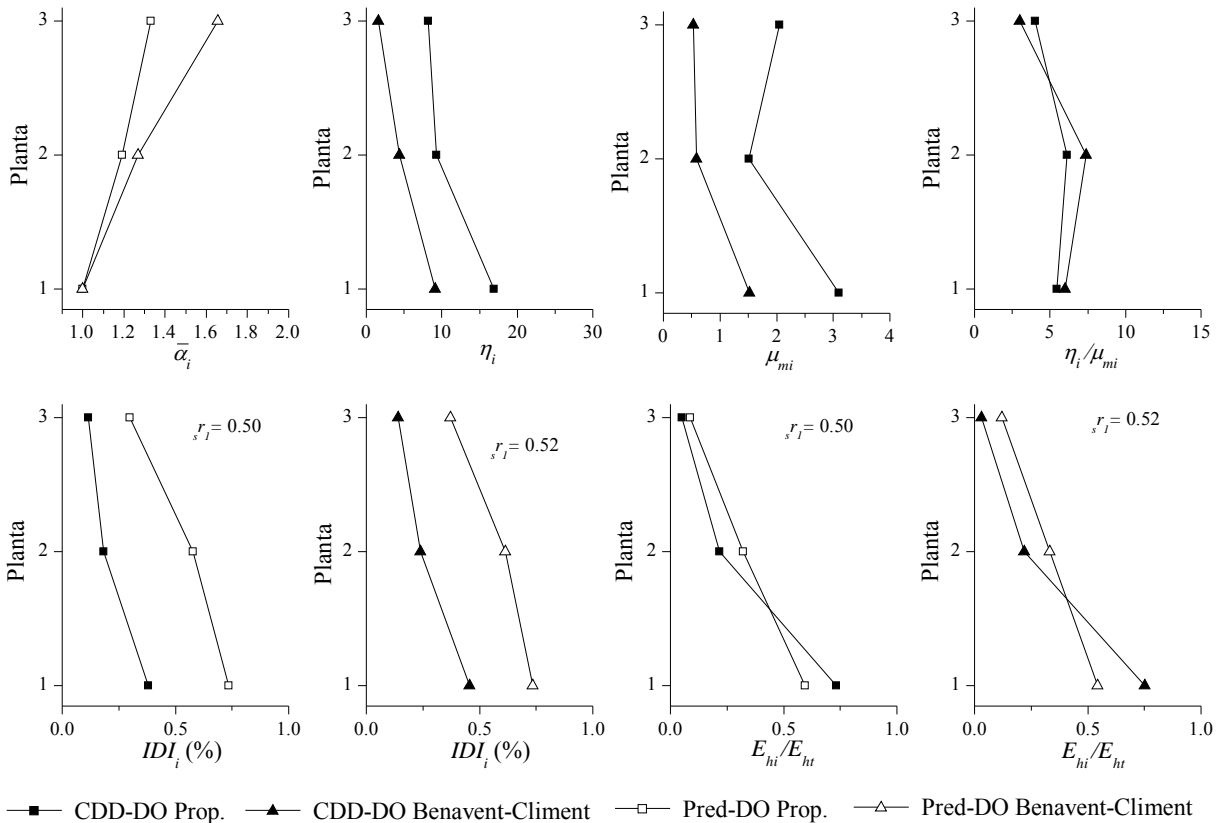 3
2
1
Planta
1.0 1.2 1.4 1.6 1.8 2.0
α̅i
3
2
1
Planta
0 10 20 30
ηi
3
2
1
Planta
0 1 2 3 4
μmi
3
2
1
Planta
0 5 10 15
ηi/μmi
3
2
1
Planta
sr1= 0.50
0.0 0.5 1.0
IDIi (%)
3
2
1
Planta
sr1= 0.52
0.0 0.5 1.0
IDIi (%)
3
2
1
Planta
sr1= 0.50
0.0 0.5 1.0
Ehi/Eht
3
2
1
Planta
sr1= 0.52
0.0 0.5 1.0
Ehi/Eht
CDD-DO Prop. CDD-DO Benavent-Climent Pred-DO Prop. Pred-DO Benavent-Climent